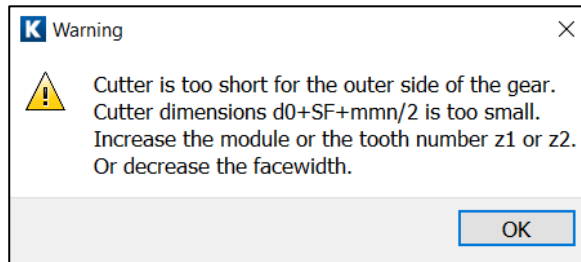 K Warning
Cutter is too short for the outer side of the gear.
Cutter dimensions d0+SF+mmn/2 is too small.
Increase the module or the tooth number z1 or z2.
Or decrease the facewidth.
OK